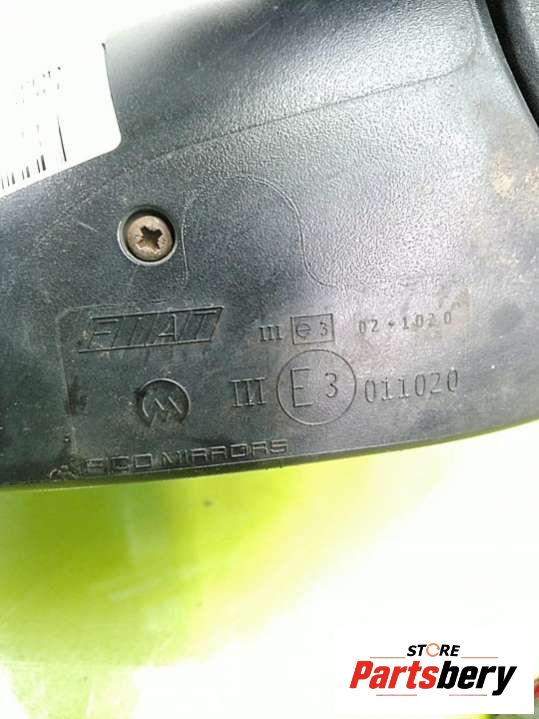 FIAT III e3 02-1020
III E3 011020
FICO MIRRORS
STORE
Partsbery